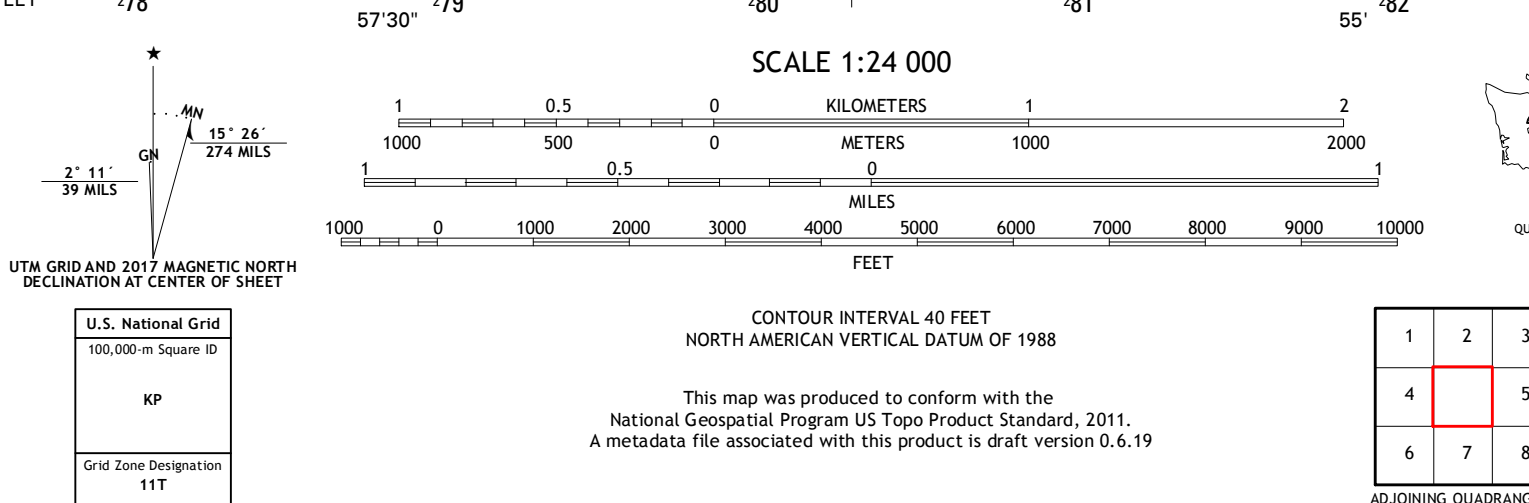 ²78 ²79 ²80 ²81 ²82
57'30" 55'
SCALE 1:24 000
1 0.5 0 KILOMETERS 1 2
1000 500 0 METERS 1000 2000
1 0.5 0 1
MILES
1000 0 1000 2000 3000 4000 5000 6000 7000 8000 9000 10000
FEET
MN
15° 26´
274 MILS
GN
2° 11´
39 MILS
UTM GRID AND 2017 MAGNETIC NORTH
DECLINATION AT CENTER OF SHEET
U.S. National Grid
100,000-m Square ID
KP
Grid Zone Designation
11T
CONTOUR INTERVAL 40 FEET
NORTH AMERICAN VERTICAL DATUM OF 1988
This map was produced to conform with the
National Geospatial Program US Topo Product Standard, 2011.
A metadata file associated with this product is draft version 0.6.19
1 2 3
4 5
6 7 8
ADJOINING